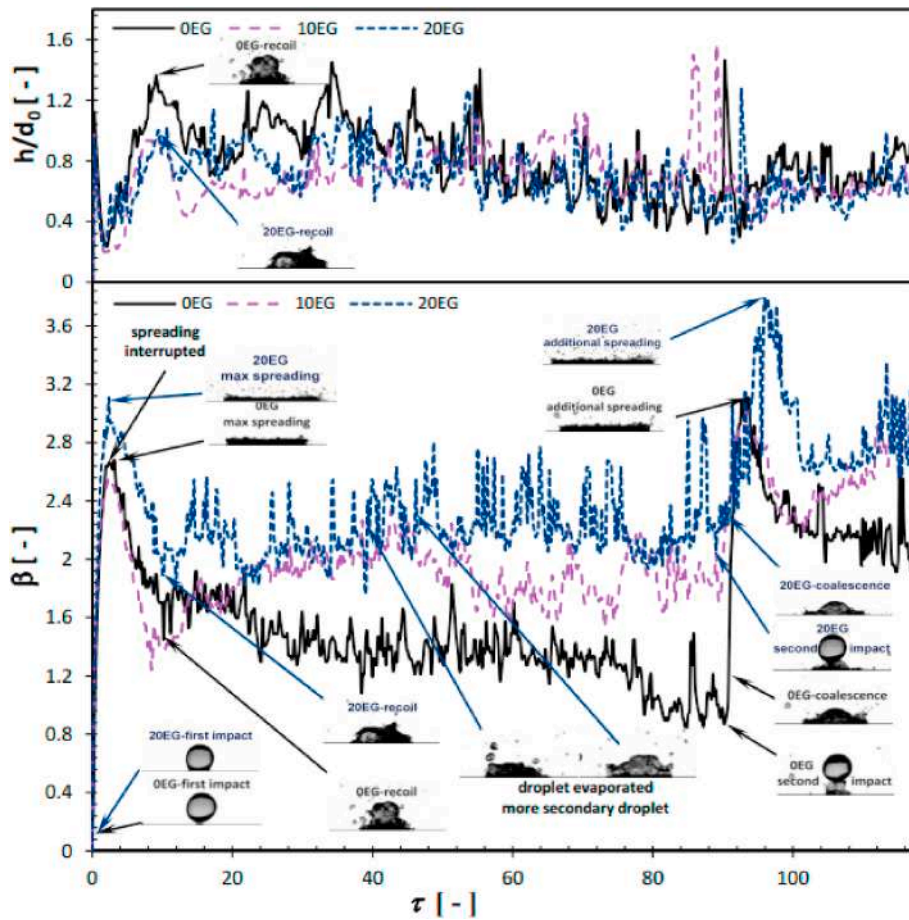 0EG 10EG 20EG
0EG-recoil
1.6
1.2
h/d₀ [ - ]
0.8
0.4
20EG-recoil
0
0EG 10EG 20EG
3.6
spreading
interrupted
20EG
additional spreading
20EG
max spreading
3.2
0EG
max spreading
0EG
additional spreading
2.8
2.4
β [ - ]
2
20EG-coalescence
1.6
20EG
second impact
1.2
0EG-coalescence
20EG-recoil
0.8
20EG-first impact
droplet evaporated
more secondary droplet
0EG
second impact
0EG-first impact
0EG-recoil
0.4
0
0 20 40 60 80 100
τ [ - ]